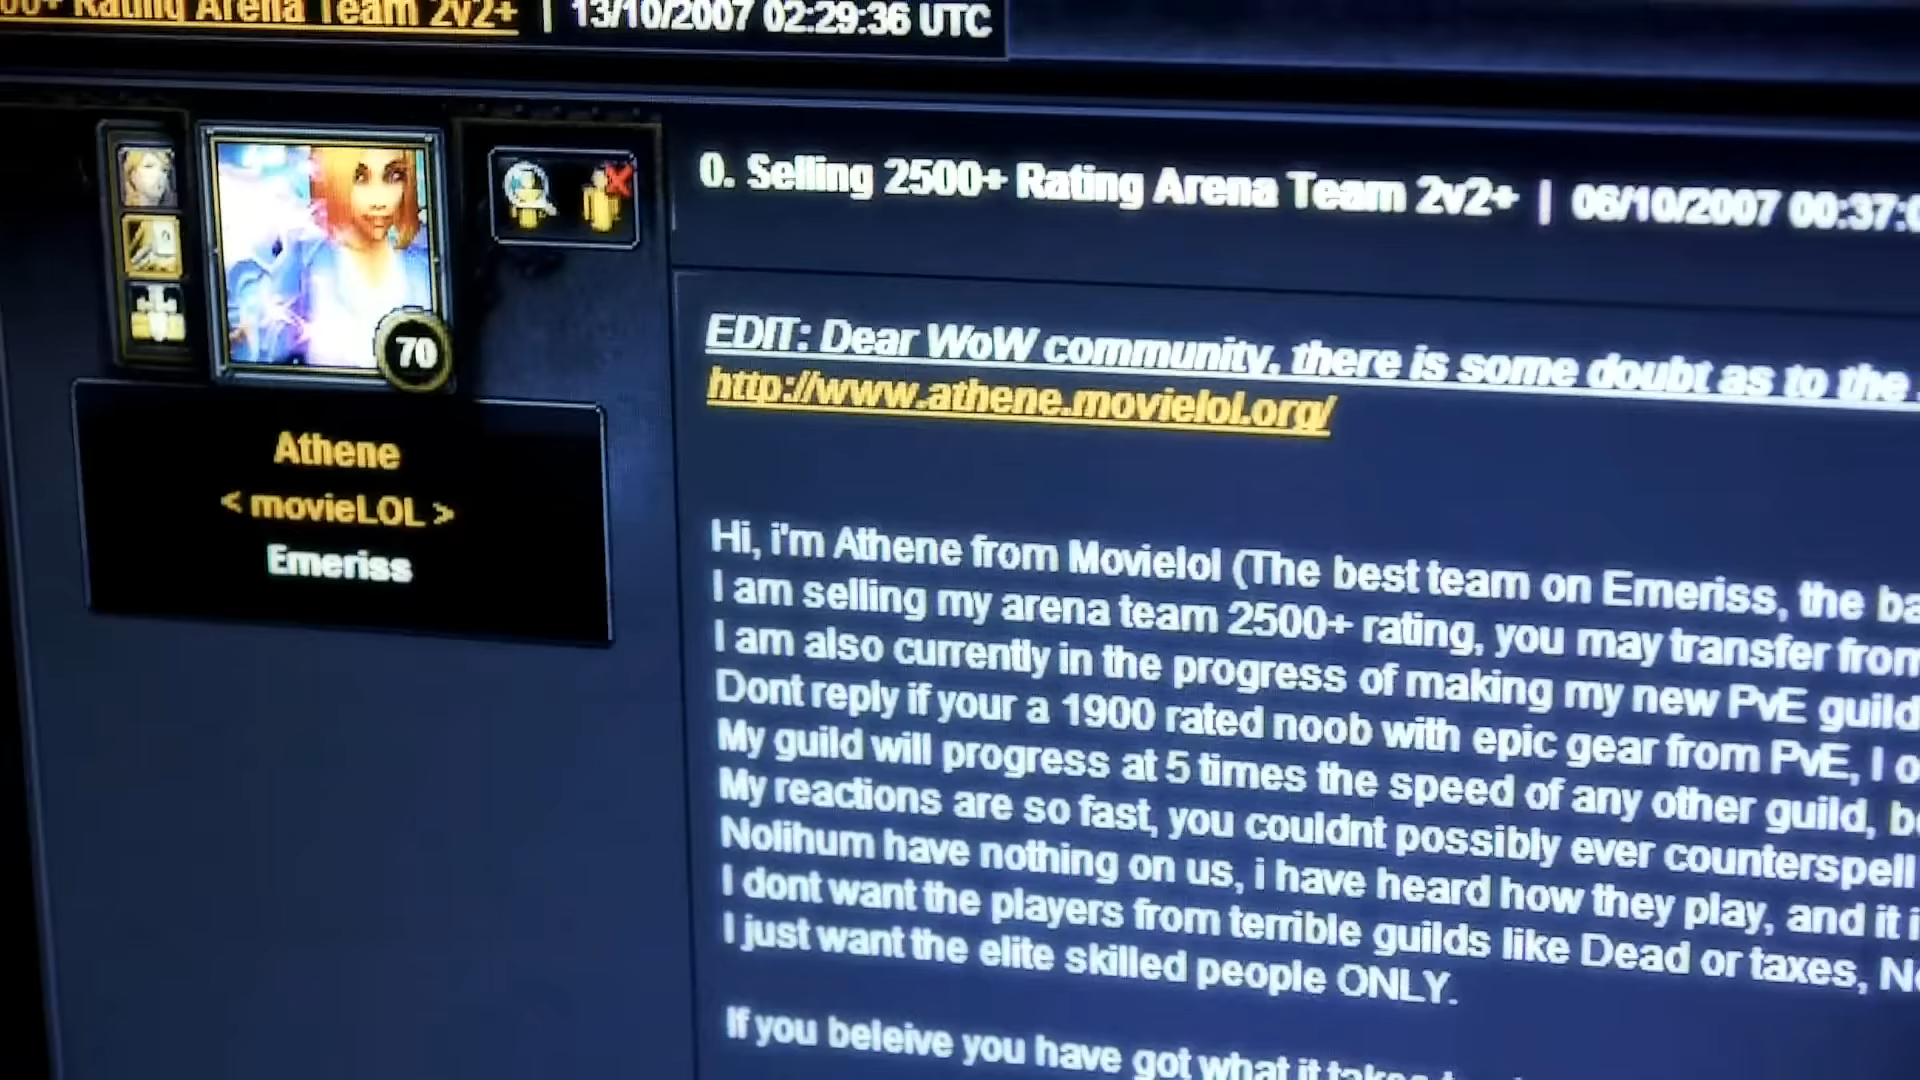 Rating Arena Team 2v2+ | 13/10/2007 02:29:36 UTC
70
Athene
< movieLOL >
Emeriss
0. Selling 2500+ Rating Arena Team 2v2+ | 06/10/2007 00:37:0
EDIT: Dear WoW community, there is some doubt as to the
http://www.athene.movielol.org/
Hi, i'm Athene from Movielol (The best team on Emeriss, the ba
I am selling my arena team 2500+ rating, you may transfer from
I am also currently in the progress of making my new PvE guild
Dont reply if your a 1900 rated noob with epic gear from PvE, I o
My guild will progress at 5 times the speed of any other guild, be
My reactions are so fast, you couldnt possibly ever counterspell
Nolihum have nothing on us, i have heard how they play, and it i
I dont want the players from terrible guilds like Dead or taxes, N
I just want the elite skilled people ONLY.
If you beleive you have got what it takes